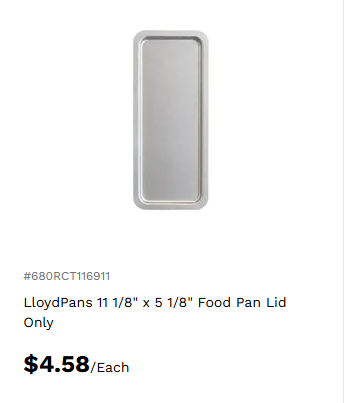 #680RCT116911
LloydPans 11 1/8" x 5 1/8" Food Pan Lid
Only
$4.58/Each